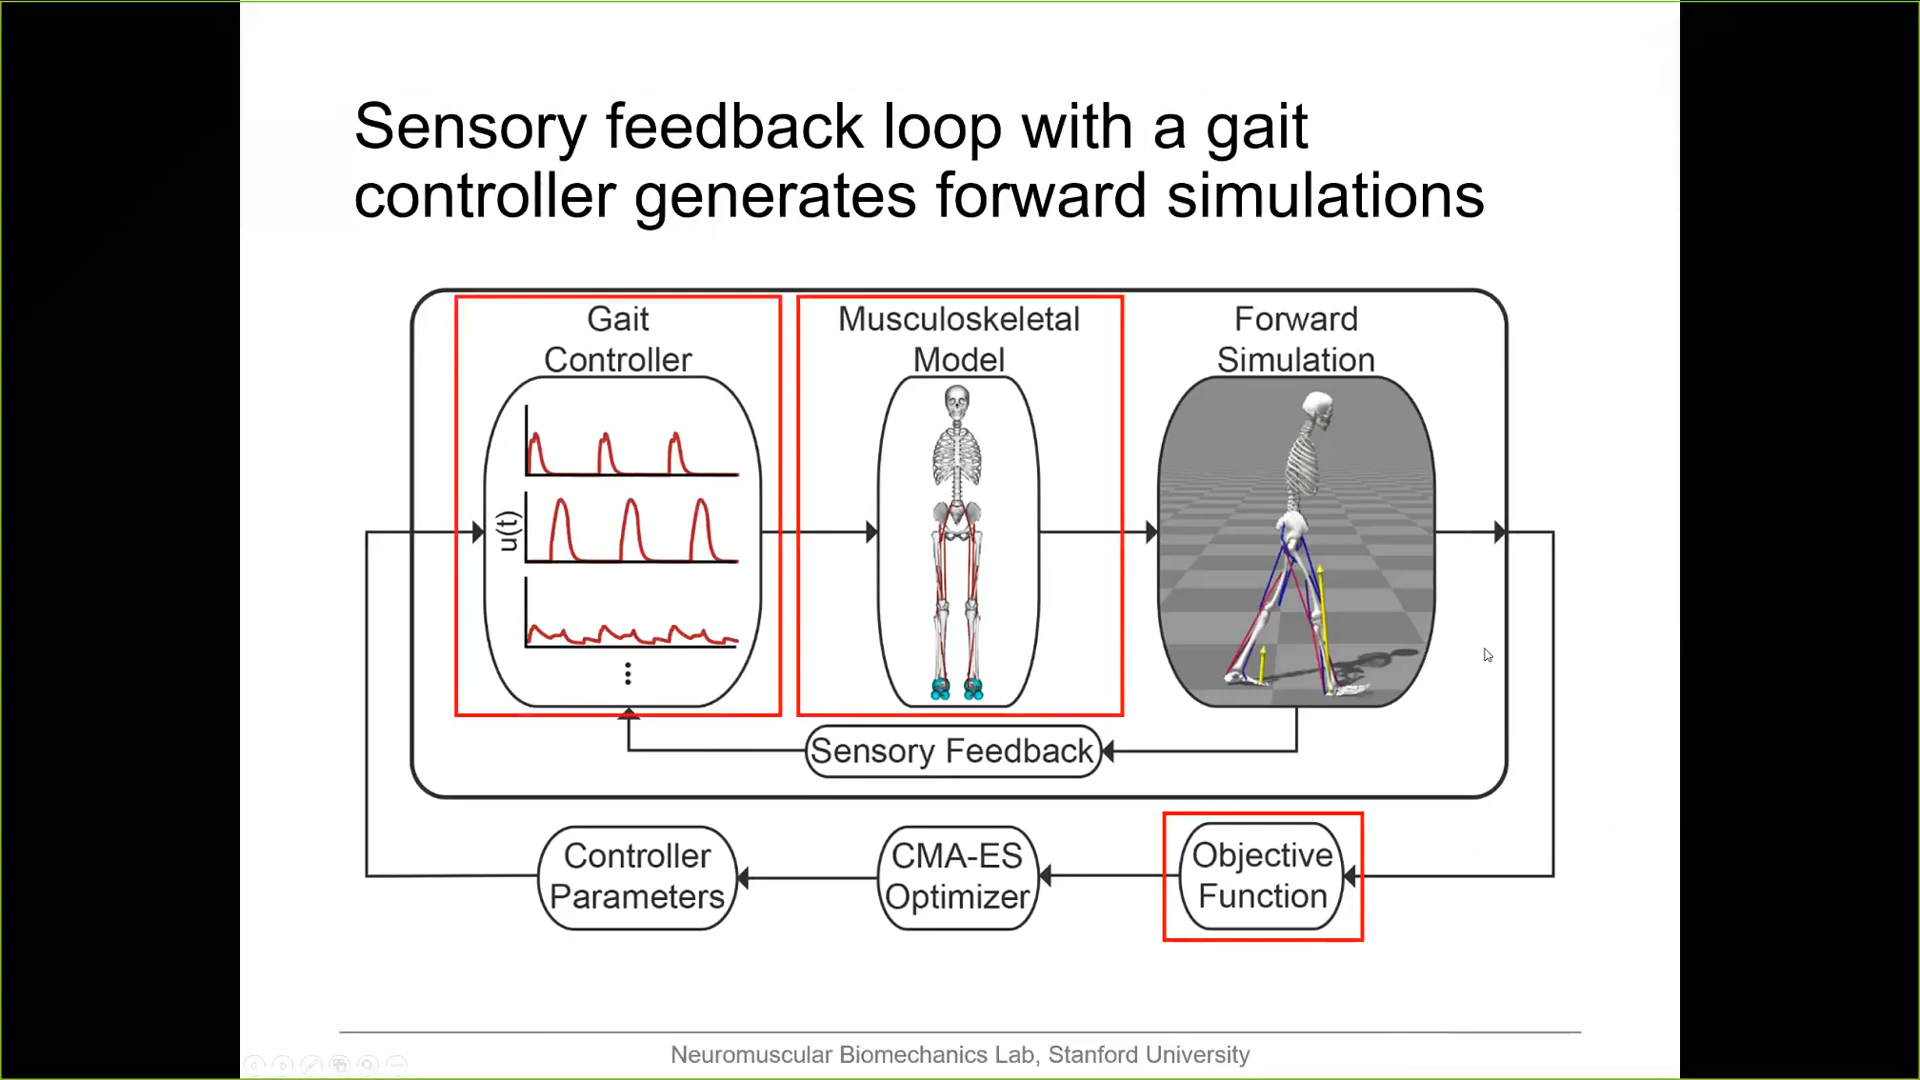 Sensory feedback loop with a gait
controller generates forward simulations
Gait
Controller
Musculoskeletal
Model
Forward
Simulation
u(t)
Sensory Feedback
Controller
Parameters
CMA-ES
Optimizer
Objective
Function
Neuromuscular Biomechanics Lab, Stanford University